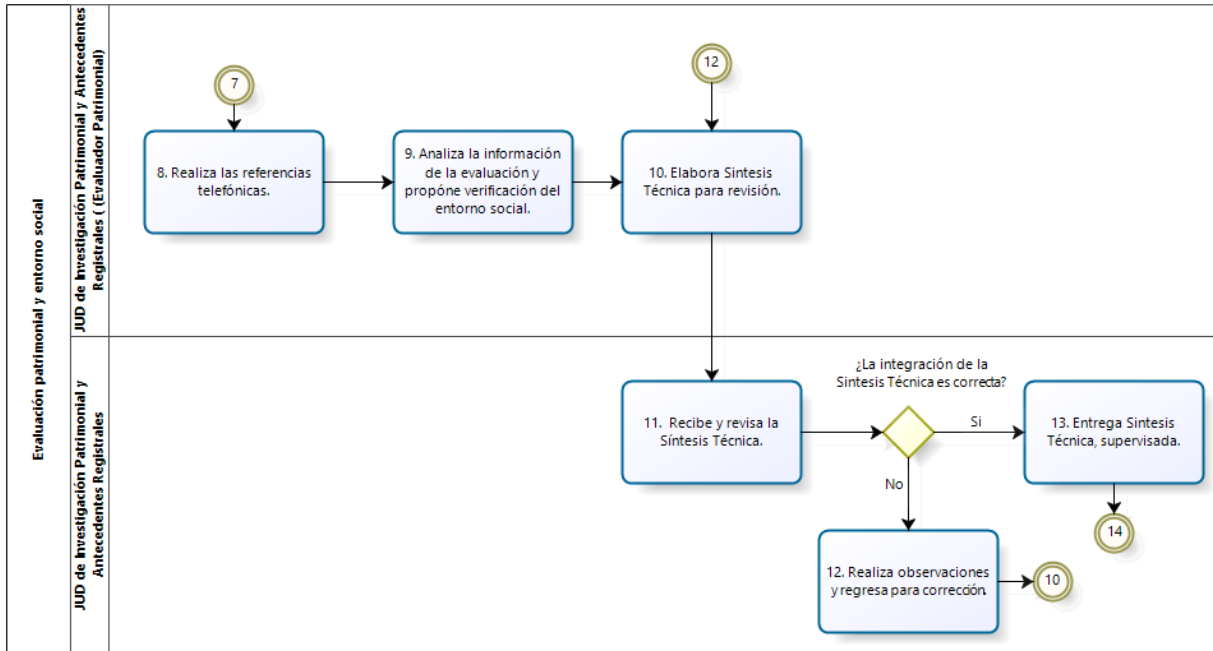 Evaluación patrimonial y entorno social
JUD de Investigación Patrimonial y Antecedentes
Registrales ( (Evaluador Patrimonial)
7
12
8. Realiza las referencias
telefónicas.
9. Analiza la información
de la evaluación y
propóne verificación del
entorno social.
10. Elabora Sintesis
Técnica para revisión.
JUD de Investigación Patrimonial y
Antecedentes Registrales
11. Recibe y revisa la
Síntesis Técnica.
¿La integración de la
Sintesis Técnica es correcta?
Si
No
13. Entrega Sintesis
Técnica, supervisada.
14
12. Realiza observaciones
y regresa para corrección.
10